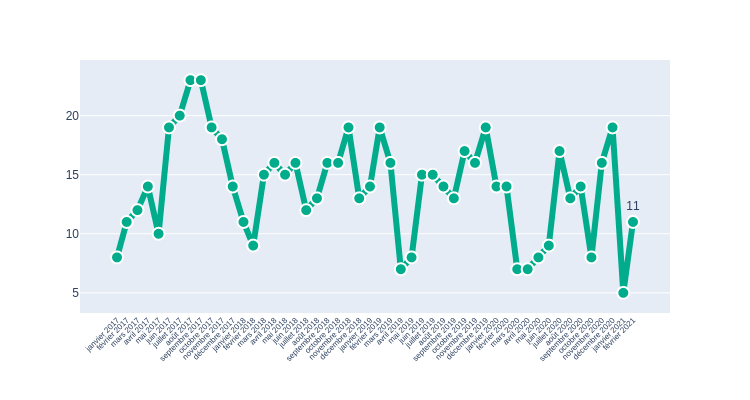 20
15
10
5
11
janvier 2017
février 2017
mars 2017
avril 2017
mai 2017
juin 2017
juillet 2017
août 2017
septembre 2017
octobre 2017
novembre 2017
décembre 2017
janvier 2018
février 2018
mars 2018
avril 2018
mai 2018
juin 2018
juillet 2018
août 2018
septembre 2018
octobre 2018
novembre 2018
décembre 2018
janvier 2019
février 2019
mars 2019
avril 2019
mai 2019
juin 2019
juillet 2019
août 2019
septembre 2019
octobre 2019
novembre 2019
décembre 2019
janvier 2020
février 2020
mars 2020
avril 2020
mai 2020
juin 2020
juillet 2020
août 2020
septembre 2020
octobre 2020
novembre 2020
décembre 2020
janvier 2021
février 2021